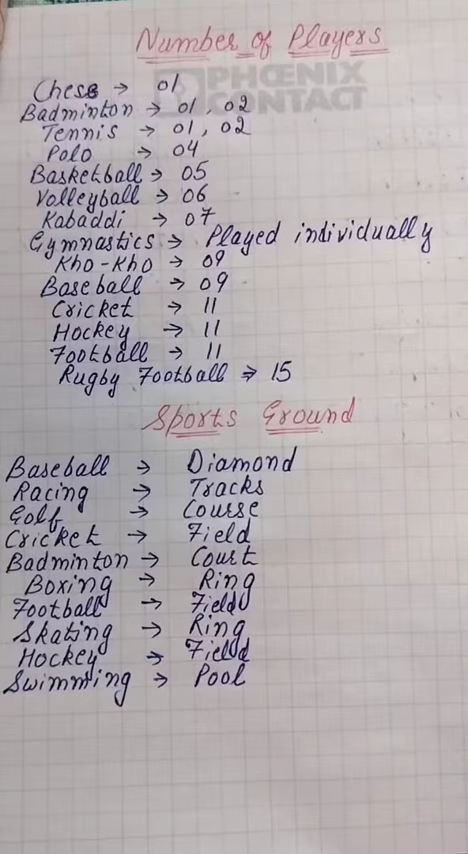 Number of Players
PHOENIX
CONTACT
Chess → 01
Badminton → 01, 02
Tennis → 01, 02
Polo → 04
Basketball → 05
Volleyball → 06
Kabaddi → 07
Gymnastics → Played individually
Kho-Kho → 09
Baseball → 09
Cricket → 11
Hockey → 11
Football → 11
Rugby Football → 15
Sports Ground
Baseball → Diamond
Racing → Tracks
Golf → Course
Cricket → Field
Badminton → Court
Boxing → Ring
Football → Field
Skating → Ring
Hockey → Field
Swimming → Pool